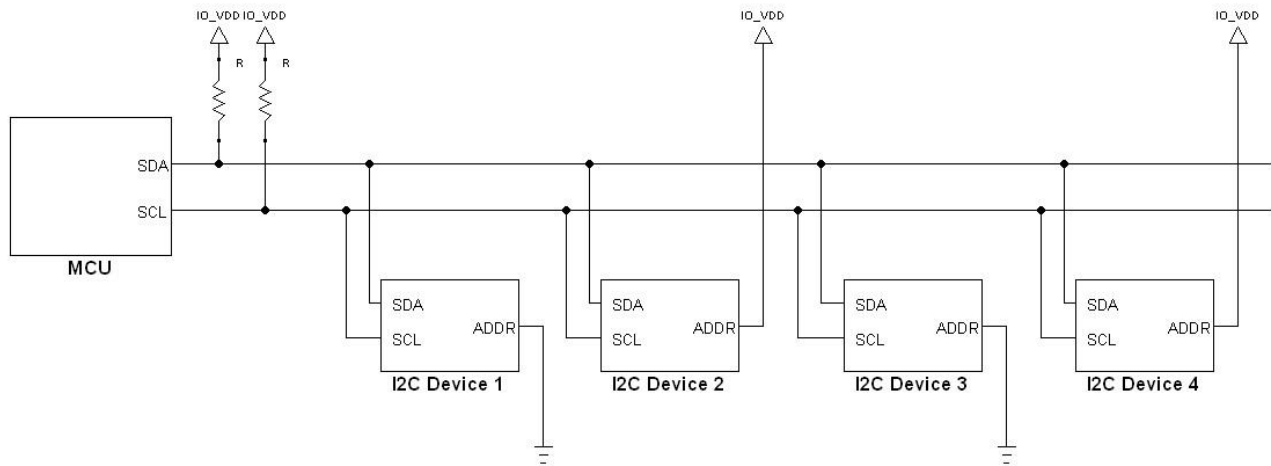 IO_VDD IO_VDD IO_VDD IO_VDD
R R
SDA
SCL
MCU
SDA SDA SDA SDA
ADDR ADDR ADDR ADDR
SCL SCL SCL SCL
I2C Device 1 I2C Device 2 I2C Device 3 I2C Device 4